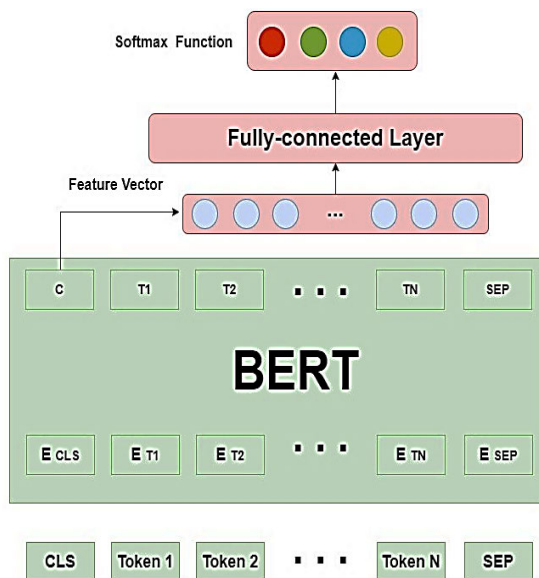 Softmax Function
Fully-connected Layer
Feature Vector
...
C T1 T2 . . . TN SEP
BERT
E CLS E T1 E T2 . . . E TN E SEP
CLS Token 1 Token 2 . . . Token N SEP